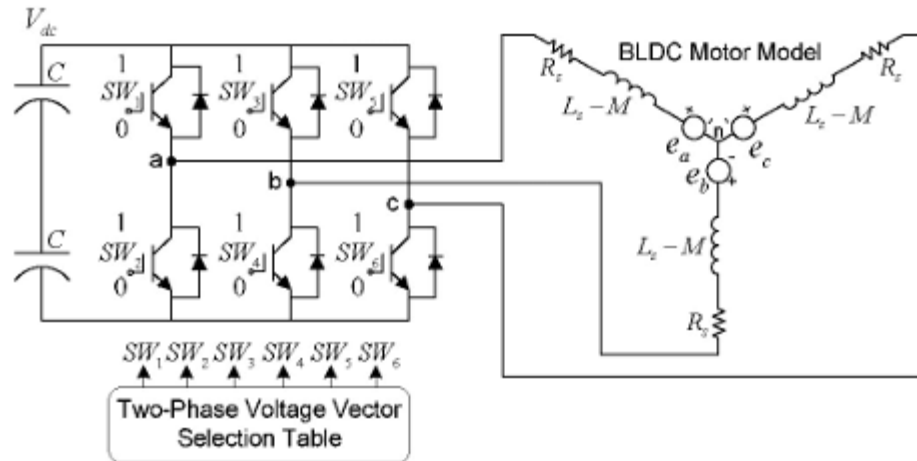 V_dc
C
C
1
SW_1
0
1
SW_3
0
1
SW_5
0
a
b
c
1
SW_2
0
1
SW_4
0
1
SW_6
0
SW_1 SW_2 SW_3 SW_4 SW_5 SW_6
Two-Phase Voltage Vector
Selection Table
BLDC Motor Model
R_s
R_s
L_s − M
L_s − M
'n'
e_a
e_c
e_b
-
+
+
+
L_s − M
R_s